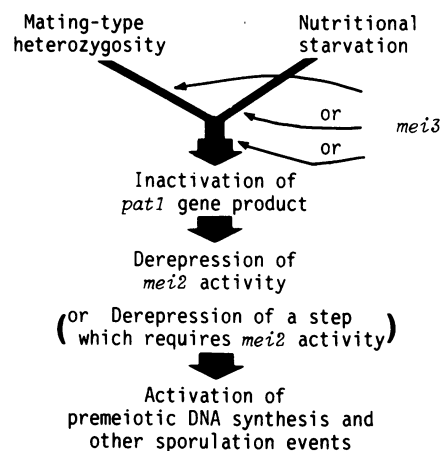 Mating-type
heterozygosity
Nutritional
starvation
or
mei3
or
Inactivation of
pat1 gene product
Derepression of
mei2 activity
(or Derepression of a step
which requires mei2 activity)
Activation of
premeiotic DNA synthesis and
other sporulation events